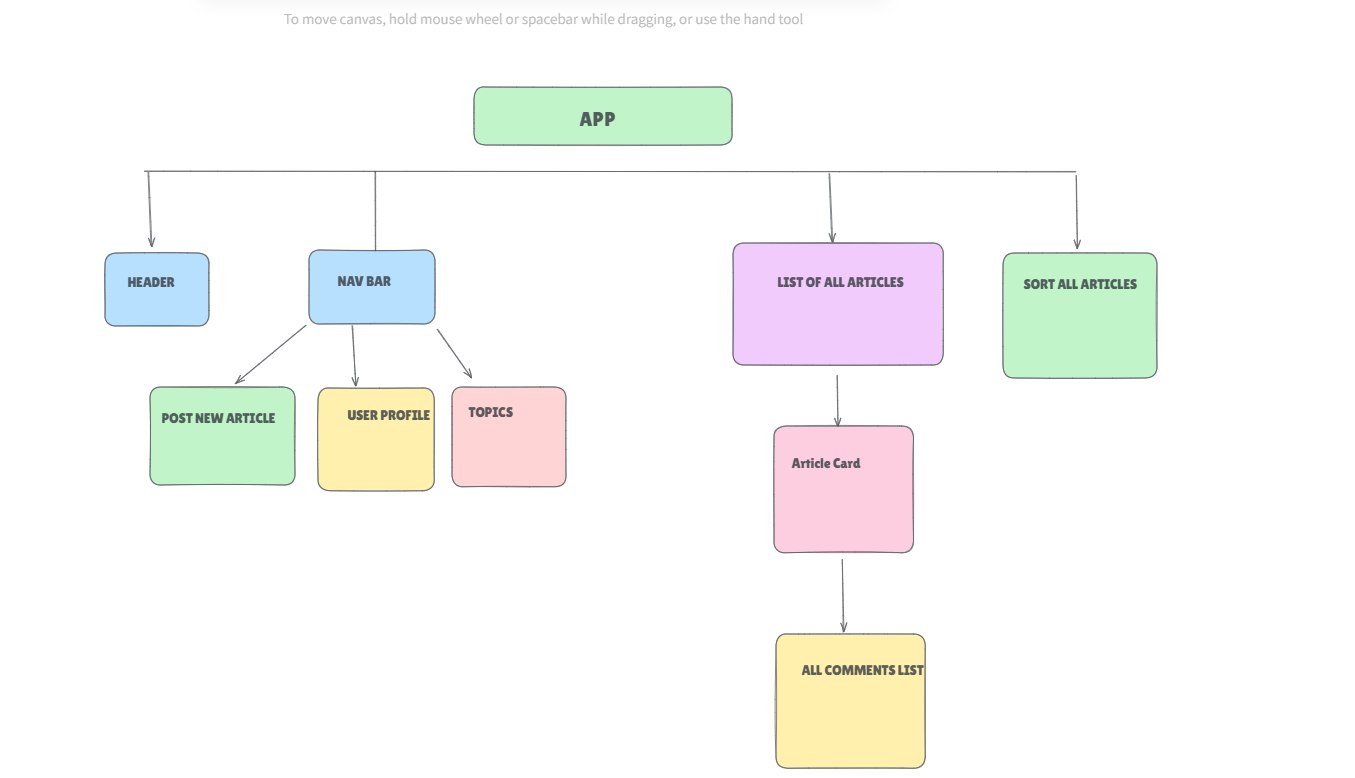 To move canvas, hold mouse wheel or spacebar while dragging, or use the hand tool
APP
HEADER
NAV BAR
LIST OF ALL ARTICLES
SORT ALL ARTICLES
POST NEW ARTICLE
USER PROFILE
TOPICS
Article Card
ALL COMMENTS LIST